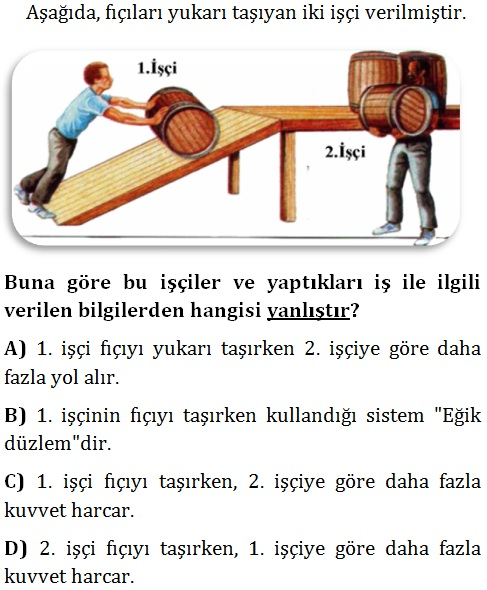 Aşağıda, fıçıları yukarı taşıyan iki işçi verilmiştir.
1.İşçi
2.İşçi
Buna göre bu işçiler ve yaptıkları iş ile ilgili
verilen bilgilerden hangisi yanlıştır?
A) 1. işçi fıçıyı yukarı taşırken 2. işçiye göre daha
fazla yol alır.
B) 1. işçinin fıçıyı taşırken kullandığı sistem "Eğik
düzlem"dir.
C) 1. işçi fıçıyı taşırken, 2. işçiye göre daha fazla
kuvvet harcar.
D) 2. işçi fıçıyı taşırken, 1. işçiye göre daha fazla
kuvvet harcar.